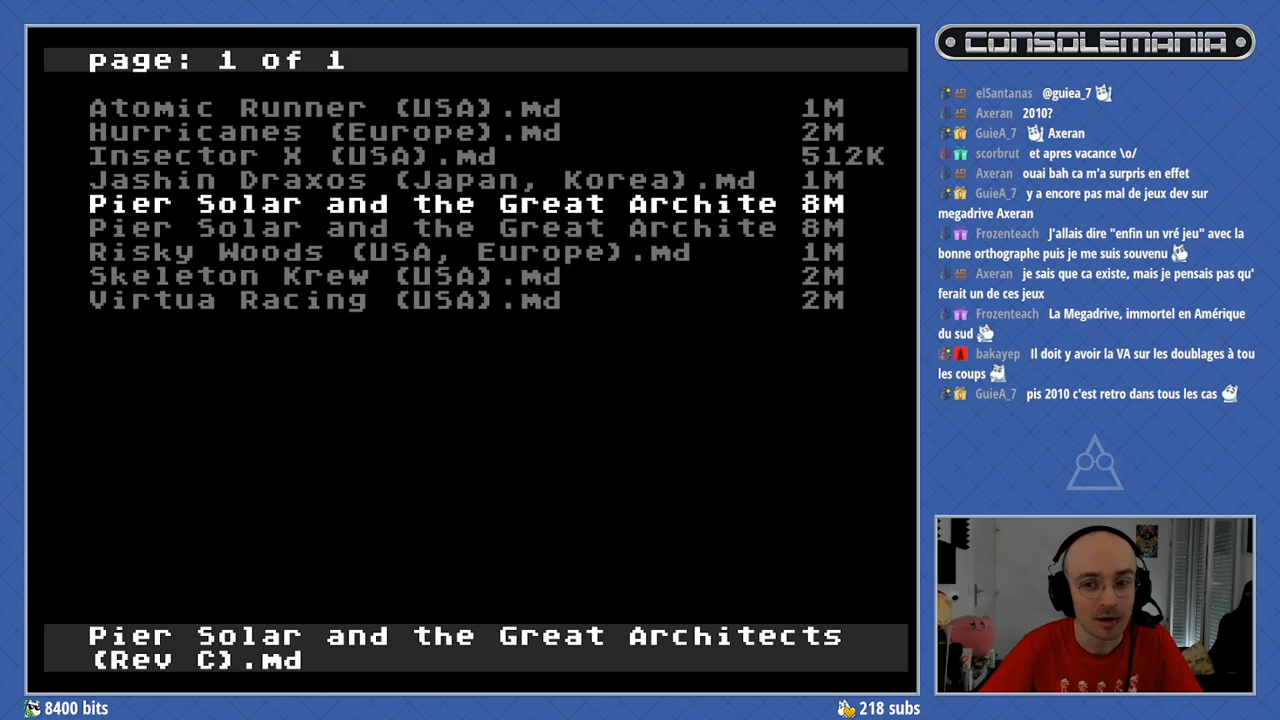 page: 1 of 1
Atomic Runner (USA).md 1M
Hurricanes (Europe).md 2M
Insector X (USA).md 512K
Jashin Draxos (Japan, Korea).md 1M
Pier Solar and the Great Archite 8M
Pier Solar and the Great Archite 8M
Risky Woods (USA, Europe).md 1M
Skeleton Krew (USA).md 2M
Virtua Racing (USA).md 2M
Pier Solar and the Great Architects
(Rev C).md
8400 bits
218 subs
CONSOLEMANIA
elSantanas @guiea_7
Axeran 2010?
GuieA_7 Axeran
scorbrut et apres vacance \o/
Axeran ouai bah ca m'a surpris en effet
GuieA_7 y a encore pas mal de jeux dev sur
megadrive Axeran
Frozenteach J'allais dire "enfin un vré jeu" avec la
bonne orthographe puis je me suis souvenu
Axeran je sais que ca existe, mais je pensais pas qu'
ferait un de ces jeux
Frozenteach La Megadrive, immortel en Amérique
du sud
bakayep Il doit y avoir la VA sur les doublages à tou
les coups
GuieA_7 pis 2010 c'est retro dans tous les cas